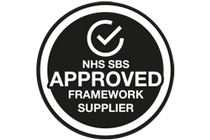 NHS SBS
APPROVED
FRAMEWORK
SUPPLIER